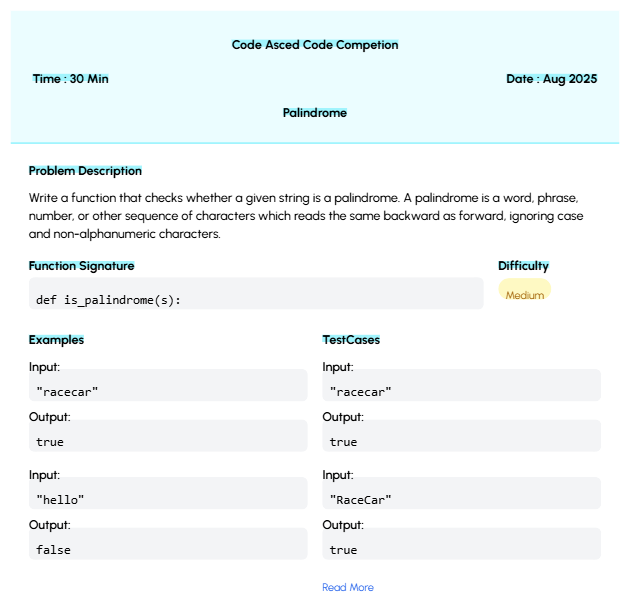 Code Asced Code Competion
Time : 30 Min
Date : Aug 2025
Palindrome
Problem Description
Write a function that checks whether a given string is a palindrome. A palindrome is a word, phrase,
number, or other sequence of characters which reads the same backward as forward, ignoring case
and non-alphanumeric characters.
Function Signature
Difficulty
def is_palindrome(s):
Medium
Examples
Input:
"racecar"
Output:
true
Input:
"hello"
Output:
false
TestCases
Input:
"racecar"
Output:
true
Input:
"RaceCar"
Output:
true
Read More